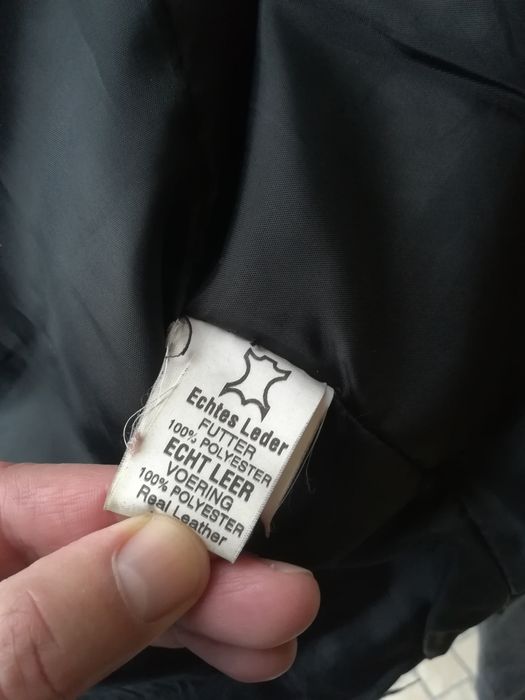 Echtes Leder
FUTTER
100% POLYESTER
ECHT LEER
VOERING
100% POLYESTER
Real Leather